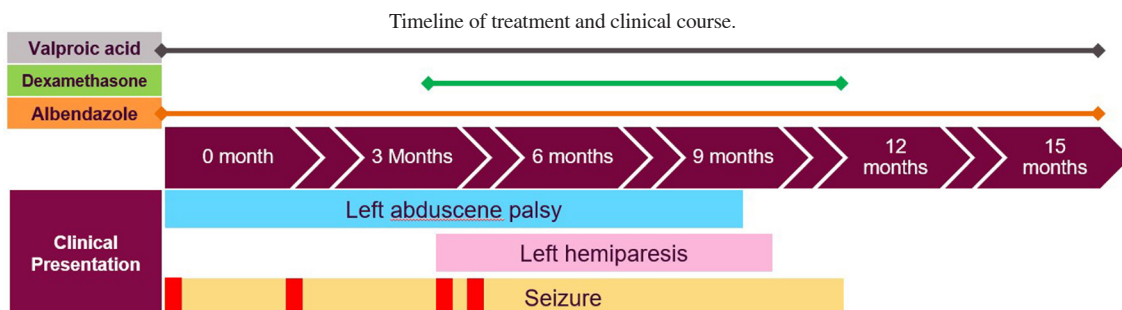 Timeline of treatment and clinical course.
Valproic acid
Dexamethasone
Albendazole
0 month
3 Months
6 months
9 months
12
months
15
months
Clinical
Presentation
Left abduscene palsy
Left hemiparesis
Seizure